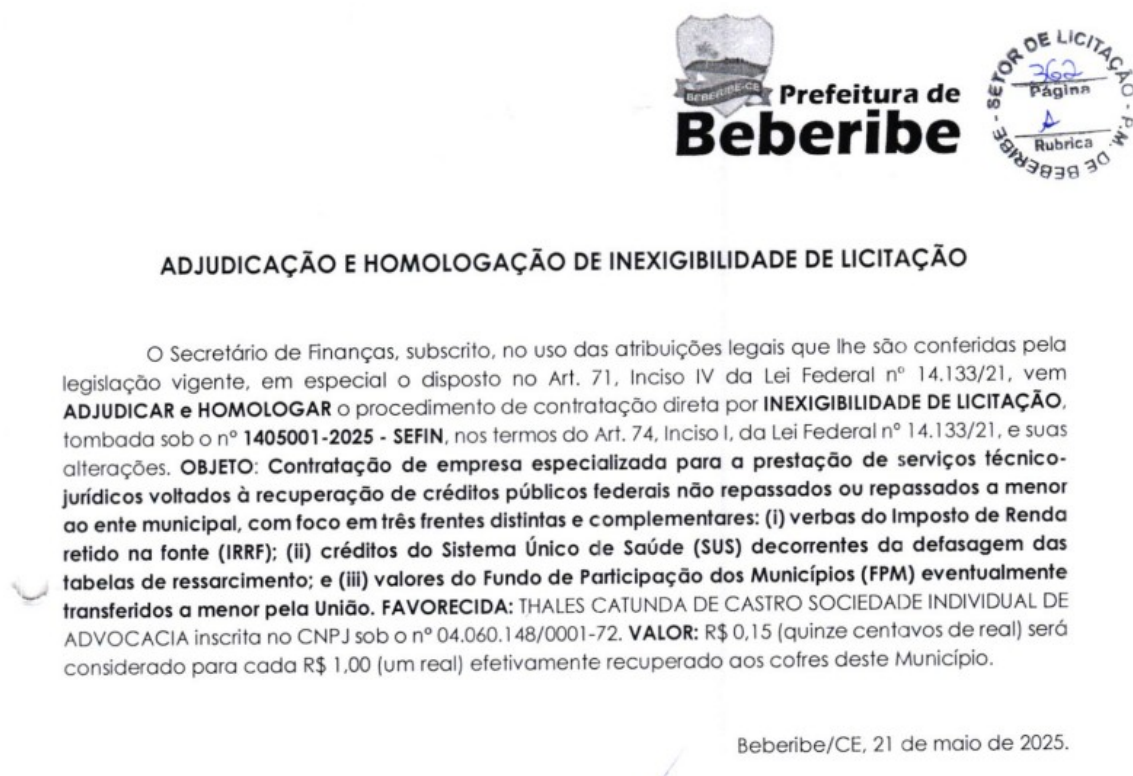 BEBERIBE-CE
Prefeitura de
Beberibe
SETOR DE LICITAÇÃO - P.M. DE BEBERIBE -
362
Página
Rubrica
ADJUDICAÇÃO E HOMOLOGAÇÃO DE INEXIGIBILIDADE DE LICITAÇÃO
O Secretário de Finanças, subscrito, no uso das atribuições legais que lhe são conferidas pela
legislação vigente, em especial o disposto no Art. 71, Inciso IV da Lei Federal nº 14.133/21, vem
ADJUDICAR e HOMOLOGAR o procedimento de contratação direta por INEXIGIBILIDADE DE LICITAÇÃO,
tombada sob o nº 1405001-2025 - SEFIN, nos termos do Art. 74, Inciso I, da Lei Federal nº 14.133/21, e suas
alterações. OBJETO: Contratação de empresa especializada para a prestação de serviços técnico-
jurídicos voltados à recuperação de créditos públicos federais não repassados ou repassados a menor
ao ente municipal, com foco em três frentes distintas e complementares: (i) verbas do Imposto de Renda
retido na fonte (IRRF); (ii) créditos do Sistema Único de Saúde (SUS) decorrentes da defasagem das
tabelas de ressarcimento; e (iii) valores do Fundo de Participação dos Municípios (FPM) eventualmente
transferidos a menor pela União. FAVORECIDA: THALES CATUNDA DE CASTRO SOCIEDADE INDIVIDUAL DE
ADVOCACIA inscrita no CNPJ sob o nº 04.060.148/0001-72. VALOR: R$ 0,15 (quinze centavos de real) será
considerado para cada R$ 1,00 (um real) efetivamente recuperado aos cofres deste Município.
Beberibe/CE, 21 de maio de 2025.